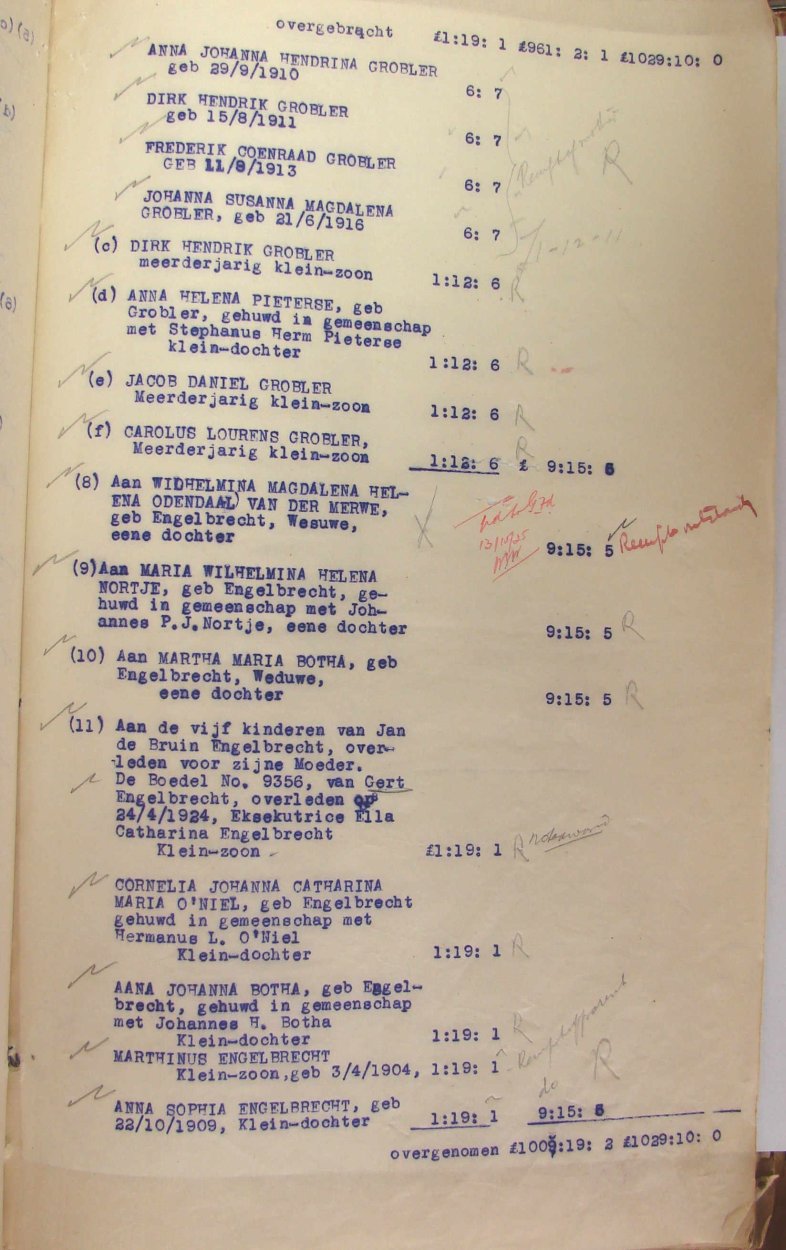 overgebracht £1:19: 1 £961: 2: 1 £1029:10: 0
ANNA JOHANNA HENDRINA GROBLER
geb 29/9/1910
6: 7
DIRK HENDRIK GROBLER
geb 15/8/1911
6: 7
FREDERIK COENRAAD GROBLER
GEB 11/8/1913
6: 7
JOHANNA SUSANNA MAGDALENA
GROBLER, geb 21/6/1916
6: 7
R
(c) DIRK HENDRIK GROBLER
meerderjarig klein-zoon 1:12: 6 R
(d) ANNA HELENA PIETERSE, geb
Grobler, gehuwd in gemeenschap
met Stephanus Herm Pieterse
klein-dochter 1:12: 6 R
(e) JACOB DANIEL GROBLER
Meerderjarig klein-zoon 1:12: 6 R
(f) CAROLUS LOURENS GROBLER,
Meerderjarig klein-zoon 1:12: 6 £ 9:15: 5
R
(8) Aan WILHELMINA MAGDALENA HEL-
ENA ODENDAAL) VAN DER MERWE,
geb Engelbrecht, Wesuwe,
eene dochter X 9:15: 5
(9)Aan MARIA WILHELMINA HELENA
NORTJE, geb Engelbrecht, ge-
huwd in gemeenschap met Joh-
annes P.J.Nortje, eene dochter 9:15: 5 R
(10) Aan MARTHA MARIA BOTHA, geb
Engelbrecht, Weduwe,
eene dochter 9:15: 5 R
(11) Aan de vijf kinderen van Jan
de Bruin Engelbrecht, over-
-leden voor zijne Moeder.
De Boedel No. 9356, van Gert
Engelbrecht, overleden op
24/4/1924, Eksekutrice Ella
Catharina Engelbrecht
Klein-zoon - £1:19: 1 R
CORNELIA JOHANNA CATHARINA
MARIA O'NIEL, geb Engelbrecht
gehuwd in gemeenschap met
Hermanus L. O'Niel
Klein-dochter 1:19: 1 R
AANA JOHANNA BOTHA, geb Engel-
brecht, gehuwd in gemeenschap
met Johannes H. Botha
Klein-dochter 1:19: 1 R
MARTHINUS ENGELBRECHT
Klein-zoon,geb 3/4/1904, 1:19: 1 R
do
ANNA SOPHIA ENGELBRECHT, geb
22/10/1909, Klein-dochter 1:19: 1 9:15: 5
overgenomen £1009:19: 2 £1029:10: 0